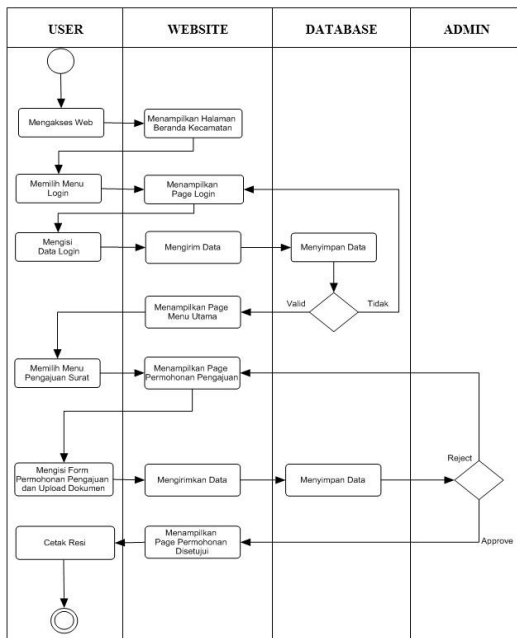 USER
WEBSITE
DATABASE
ADMIN
Mengakses Web
Menampilkan Halaman
Beranda Kecamatan
Memilih Menu
Login
Menampilkan
Page Login
Mengisi
Data Login
Mengirim Data
Menyimpan Data
Valid
Tidak
Menampilkan Page
Menu Utama
Memilih Menu
Pengajuan Surat
Menampilkan Page
Permohonan Pengajuan
Reject
Mengisi Form
Permohonan Pengajuan
dan Upload Dokumen
Mengirimkan Data
Menyimpan Data
Approve
Cetak Resi
Menampilkan
Page Permohonan
Disetujui